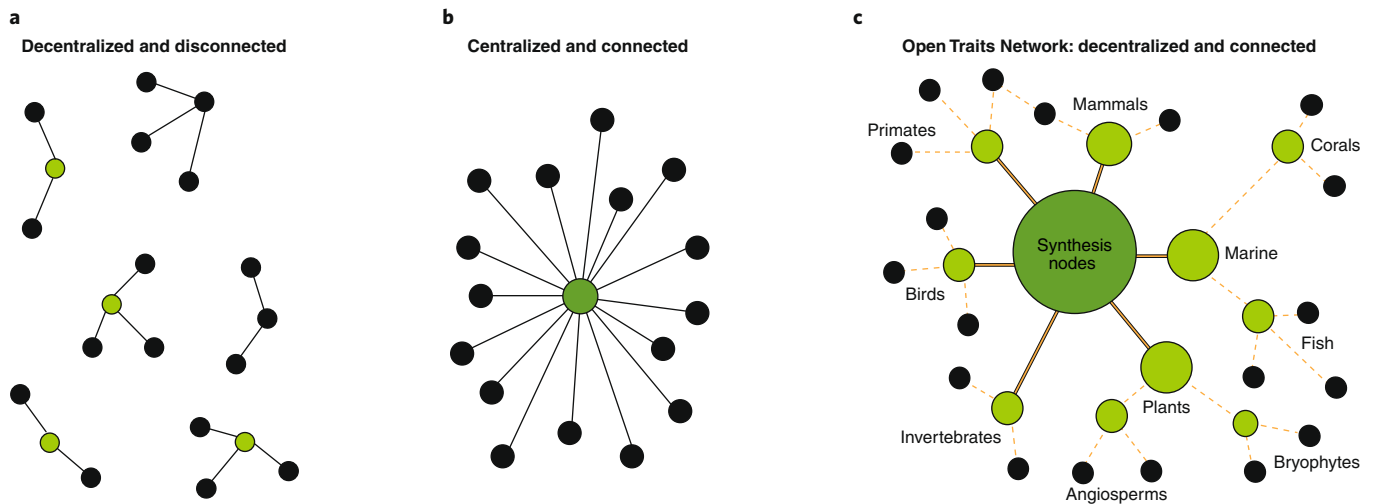 a
Decentralized and disconnected
b
Centralized and connected
c
Open Traits Network: decentralized and connected
Mammals
Primates
Corals
Synthesis
nodes
Marine
Birds
Fish
Plants
Invertebrates
Bryophytes
Angiosperms